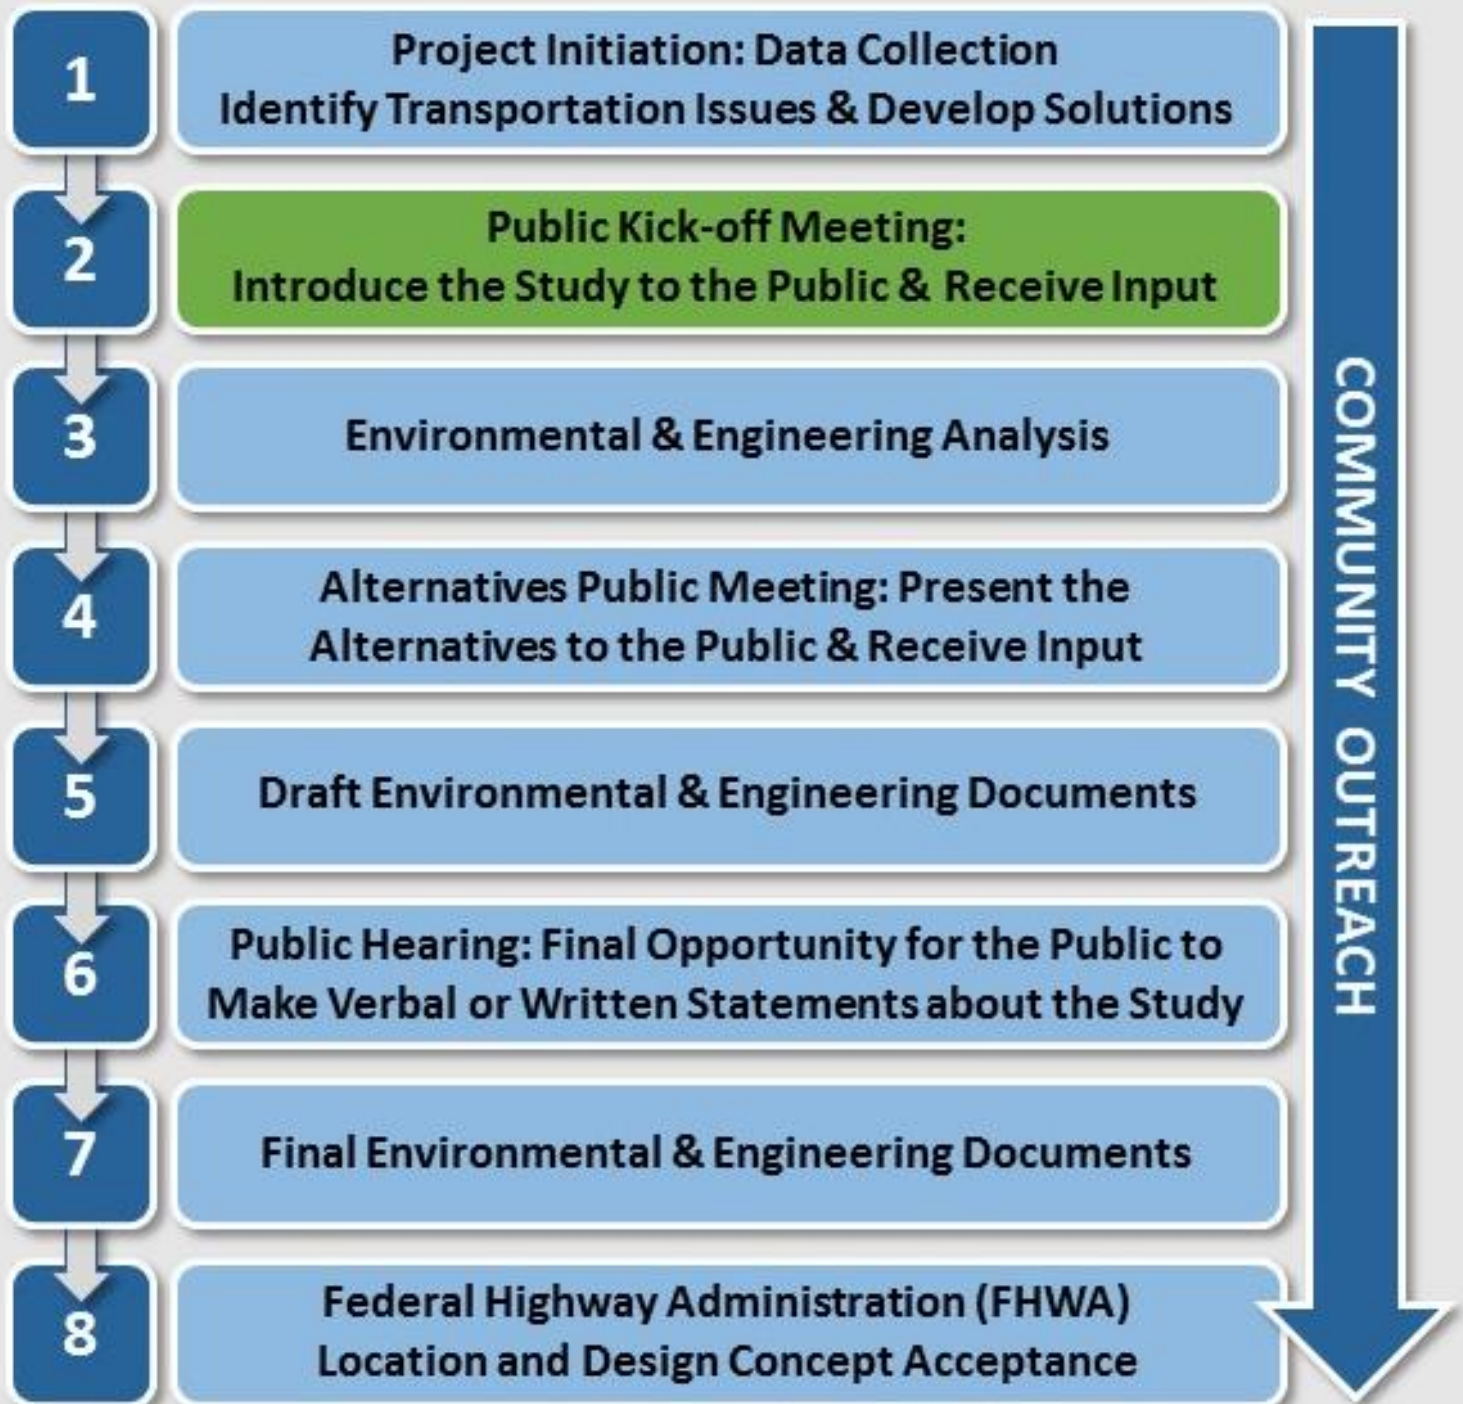 1
Project Initiation: Data Collection
Identify Transportation Issues & Develop Solutions
2
Public Kick-off Meeting:
Introduce the Study to the Public & Receive Input
3
Environmental & Engineering Analysis
4
Alternatives Public Meeting: Present the
Alternatives to the Public & Receive Input
5
Draft Environmental & Engineering Documents
6
Public Hearing: Final Opportunity for the Public to
Make Verbal or Written Statements about the Study
7
Final Environmental & Engineering Documents
8
Federal Highway Administration (FHWA)
Location and Design Concept Acceptance
COMMUNITY OUTREACH